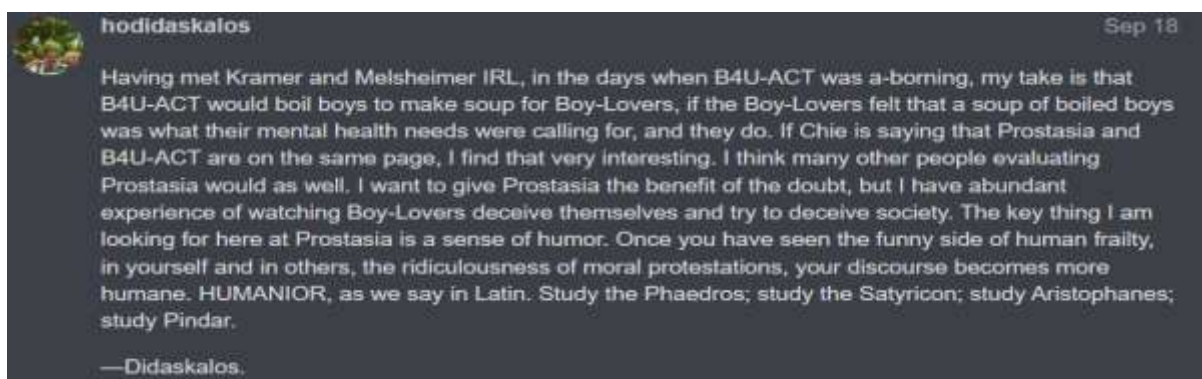 hodidaskalos
Sep 18
Having met Kramer and Melsheimer IRL, in the days when B4U-ACT was a-borning, my take is that
B4U-ACT would boil boys to make soup for Boy-Lovers, if the Boy-Lovers felt that a soup of boiled boys
was what their mental health needs were calling for, and they do. If Chie is saying that Prostasia and
B4U-ACT are on the same page, I find that very interesting. I think many other people evaluating
Prostasia would as well. I want to give Prostasia the benefit of the doubt, but I have abundant
experience of watching Boy-Lovers deceive themselves and try to deceive society. The key thing I am
looking for here at Prostasia is a sense of humor. Once you have seen the funny side of human frailty,
in yourself and in others, the ridiculousness of moral protestations, your discourse becomes more
humane. HUMANIOR, as we say in Latin. Study the Phaedros; study the Satyricon; study Aristophanes;
study Pindar.
—Didaskalos.